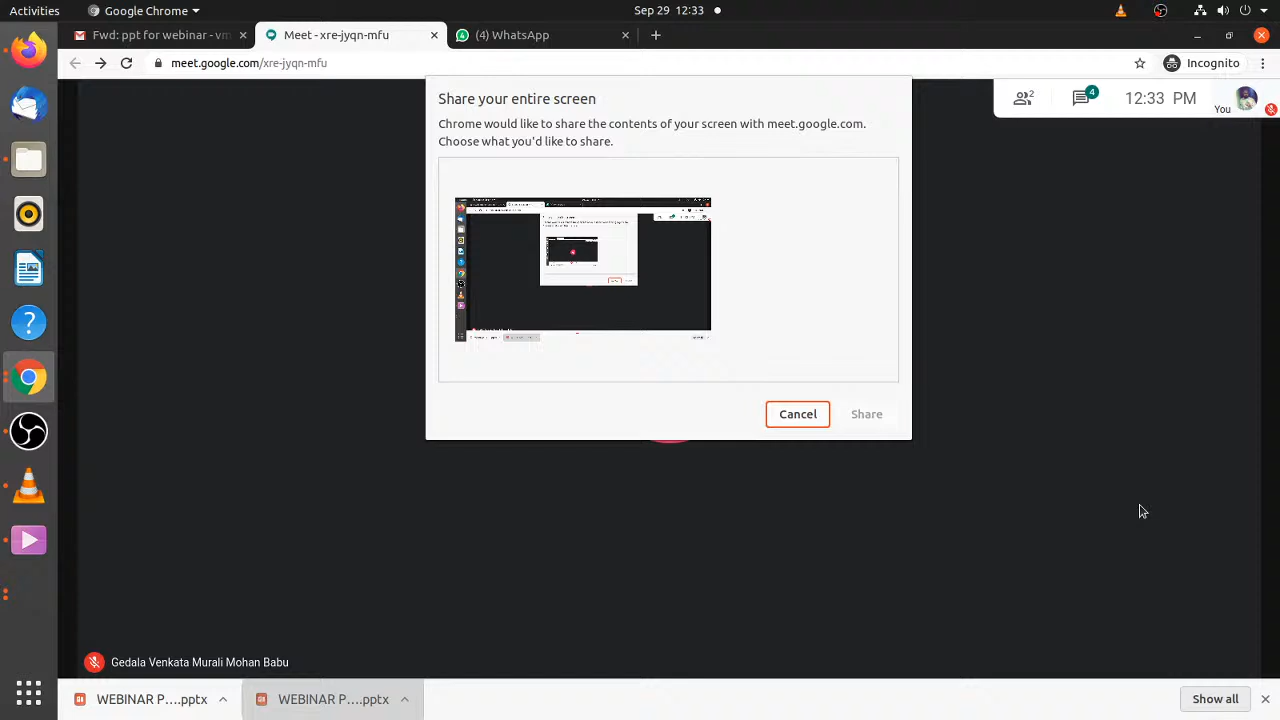 Activities
Google Chrome
Sep 29 12:33
Fwd: ppt for webinar - vm
Meet - xre-jyqn-mfu
(4) WhatsApp
meet.google.com/xre-jyqn-mfu
Incognito
Share your entire screen
Chrome would like to share the contents of your screen with meet.google.com.
Choose what you'd like to share.
2
4
12:33 PM
You
Cancel
Share
?
Gedala Venkata Murali Mohan Babu
WEBINAR P….pptx
WEBINAR P….pptx
Show all